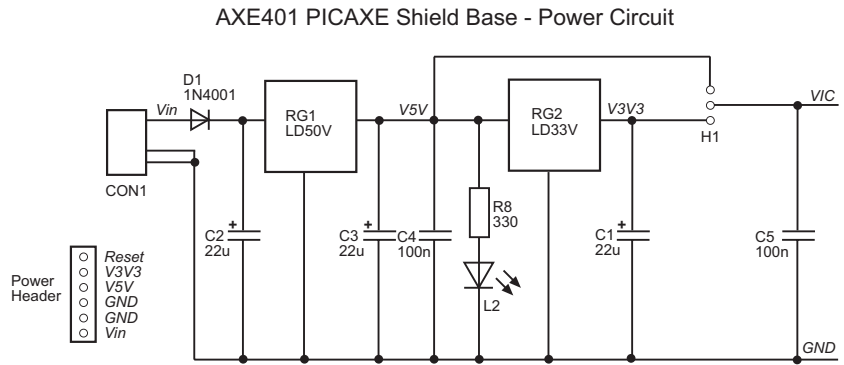 AXE401 PICAXE Shield Base - Power Circuit
D1
1N4001
Vin
RG1
LD50V
V5V
RG2
LD33V
V3V3
VIC
H1
CON1
R8
330
C2
22u
+
C3
22u
+
C4
100n
C1
22u
+
C5
100n
L2
Power
Header
Reset
V3V3
V5V
GND
GND
Vin
GND